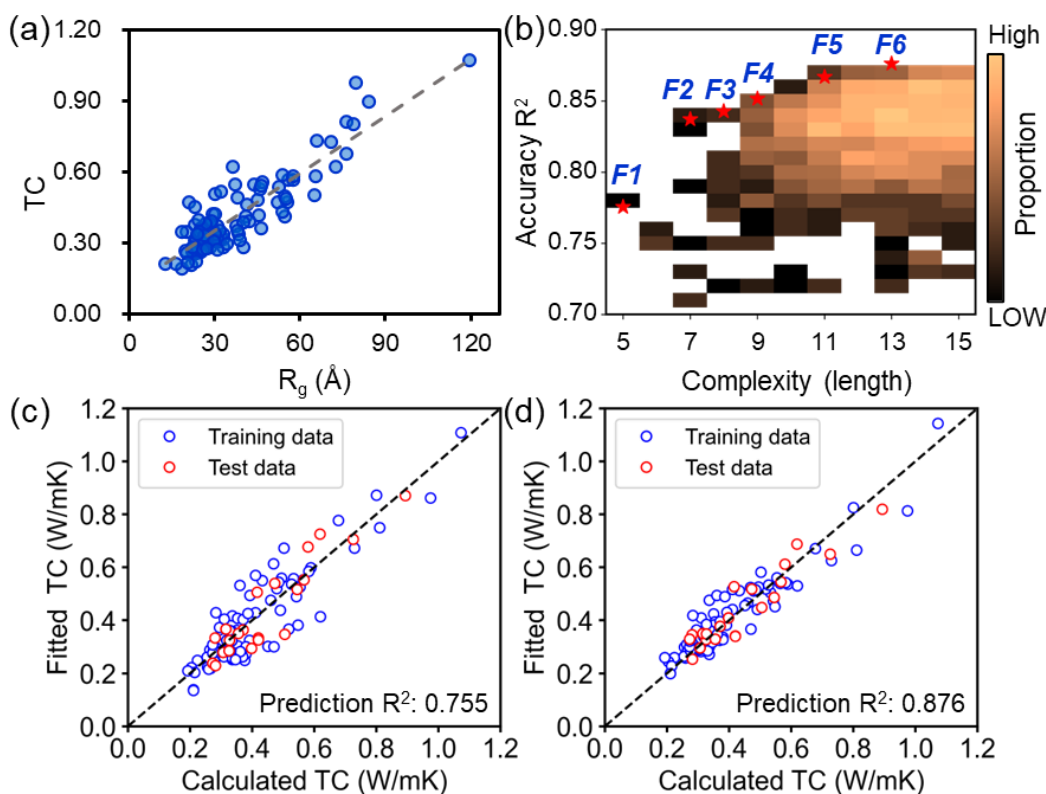 (a)
1.20
0.90
0.60
0.30
0.00
TC
0
30
60
90
120
R_g (Å)
(b)
0.90
0.85
0.80
0.75
0.70
Accuracy R²
F1
F2
F3
F4
F5
F6
5
7
9
11
13
15
Complexity (length)
High
Proportion
LOW
(c)
1.2
1.0
0.8
0.6
0.4
0.2
0.0
Fitted TC (W/mK)
Training data
Test data
Prediction R²: 0.755
0.0
0.2
0.4
0.6
0.8
1.0
1.2
Calculated TC (W/mK)
(d)
1.2
1.0
0.8
0.6
0.4
0.2
0.0
Fitted TC (W/mK)
Training data
Test data
Prediction R²: 0.876
0.0
0.2
0.4
0.6
0.8
1.0
1.2
Calculated TC (W/mK)